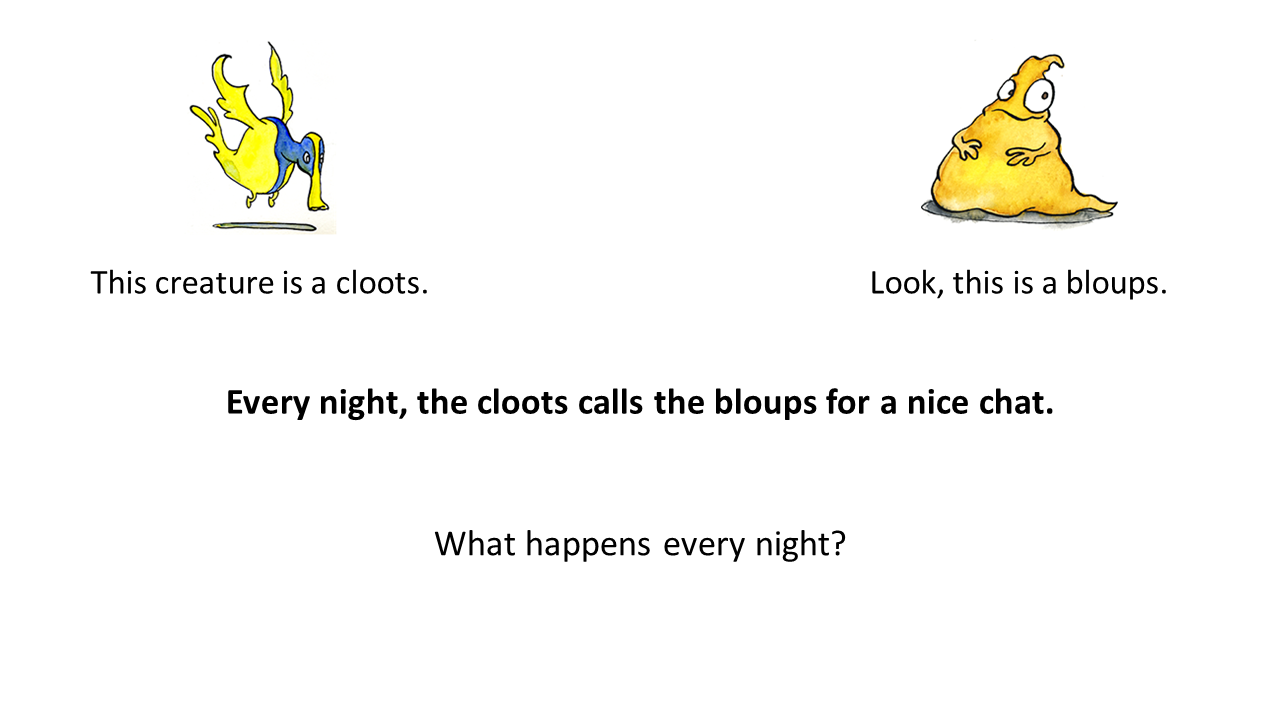 This creature is a cloots.
Look, this is a bloups.
Every night, the cloots calls the bloups for a nice chat.
What happens every night?